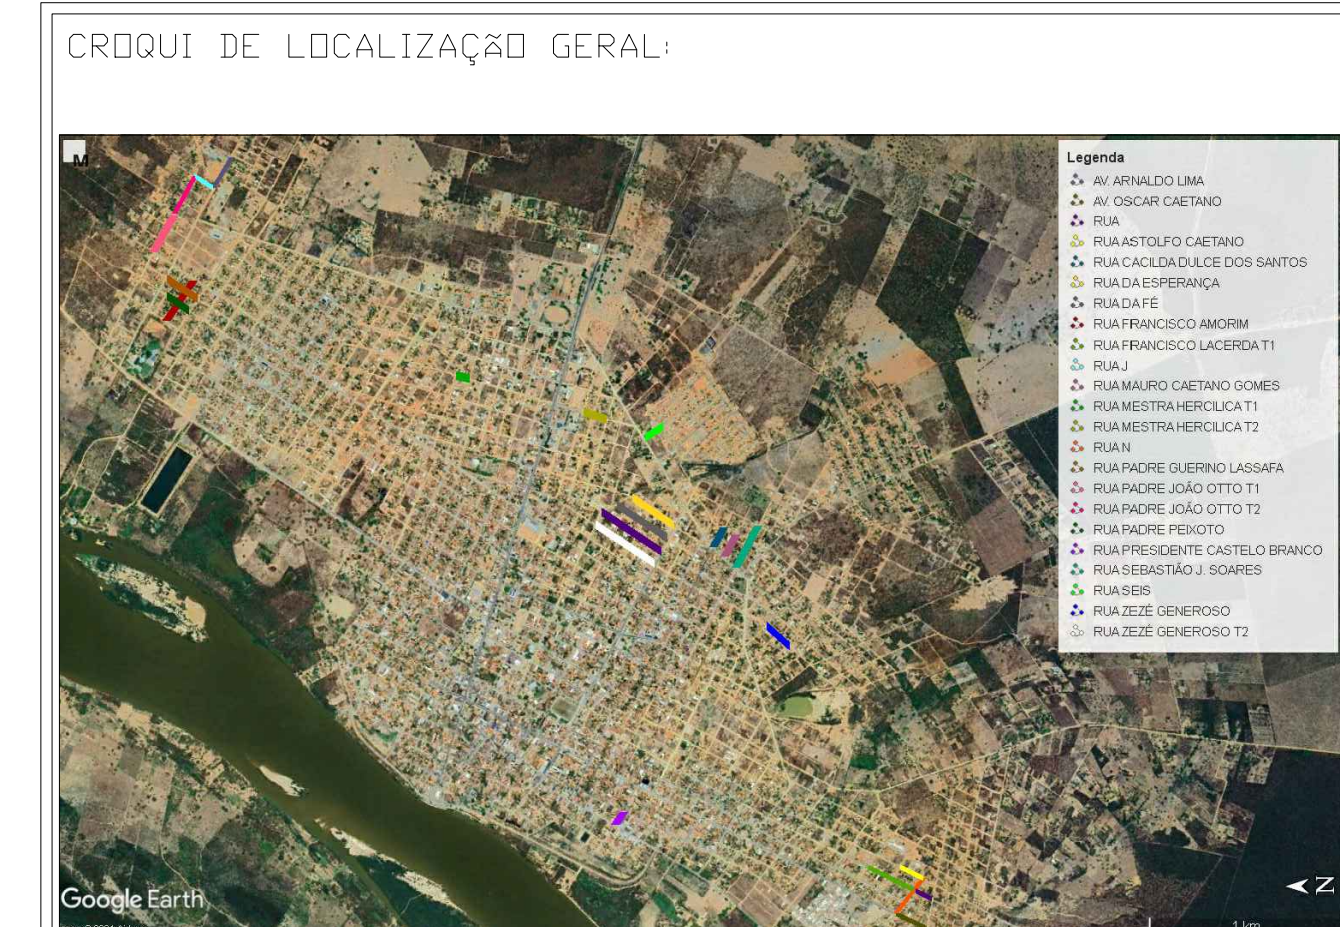 CROQUI DE LOCALIZAÇÃO GERAL:
M
Legenda
AV. ARNALDO LIMA
AV. OSCAR CAETANO
RUA
RUA ASTOLFO CAETANO
RUA CACILDA DULCE DOS SANTOS
RUA DA ESPERANÇA
RUA DA FÉ
RUA FRANCISCO AMORIM
RUA FRANCISCO LACERDA T1
RUA J
RUA MAURO CAETANO GOMES
RUA MESTRA HERCILICA T1
RUA MESTRA HERCILICA T2
RUA N
RUA PADRE GUERINO LASSAFA
RUA PADRE JOÃO OTTO T1
RUA PADRE JOÃO OTTO T2
RUA PADRE PEIXOTO
RUA PRESIDENTE CASTELO BRANCO
RUA SEBASTIÃO J. SOARES
RUA SEIS
RUA ZEZÉ GENEROSO
RUA ZEZÉ GENEROSO T2
Google Earth
N
1 km